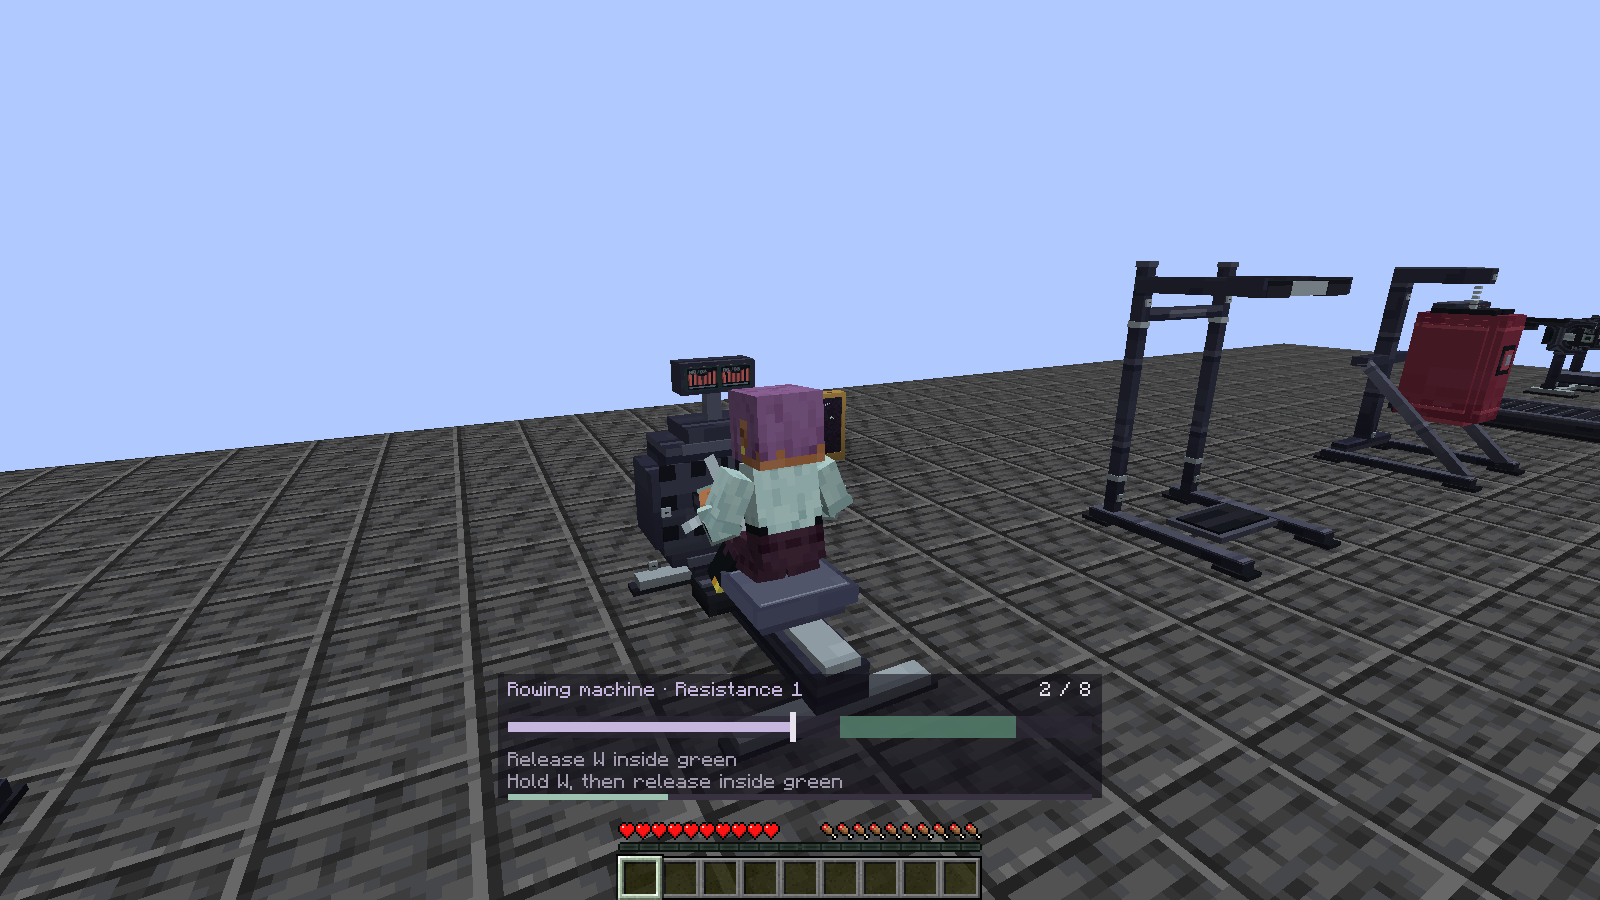 Rowing machine · Resistance 1
2 / 8
Release W inside green
Hold W, then release inside green